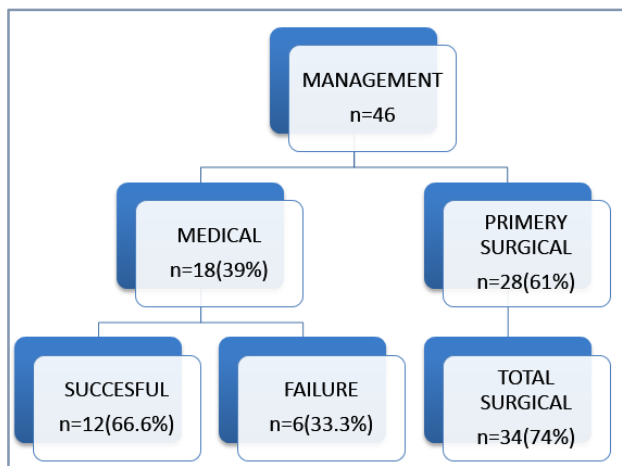 MANAGEMENT
n=46
MEDICAL
n=18(39%)
PRIMERY
SURGICAL
n=28(61%)
SUCCESFUL
n=12(66.6%)
FAILURE
n=6(33.3%)
TOTAL
SURGICAL
n=34(74%)